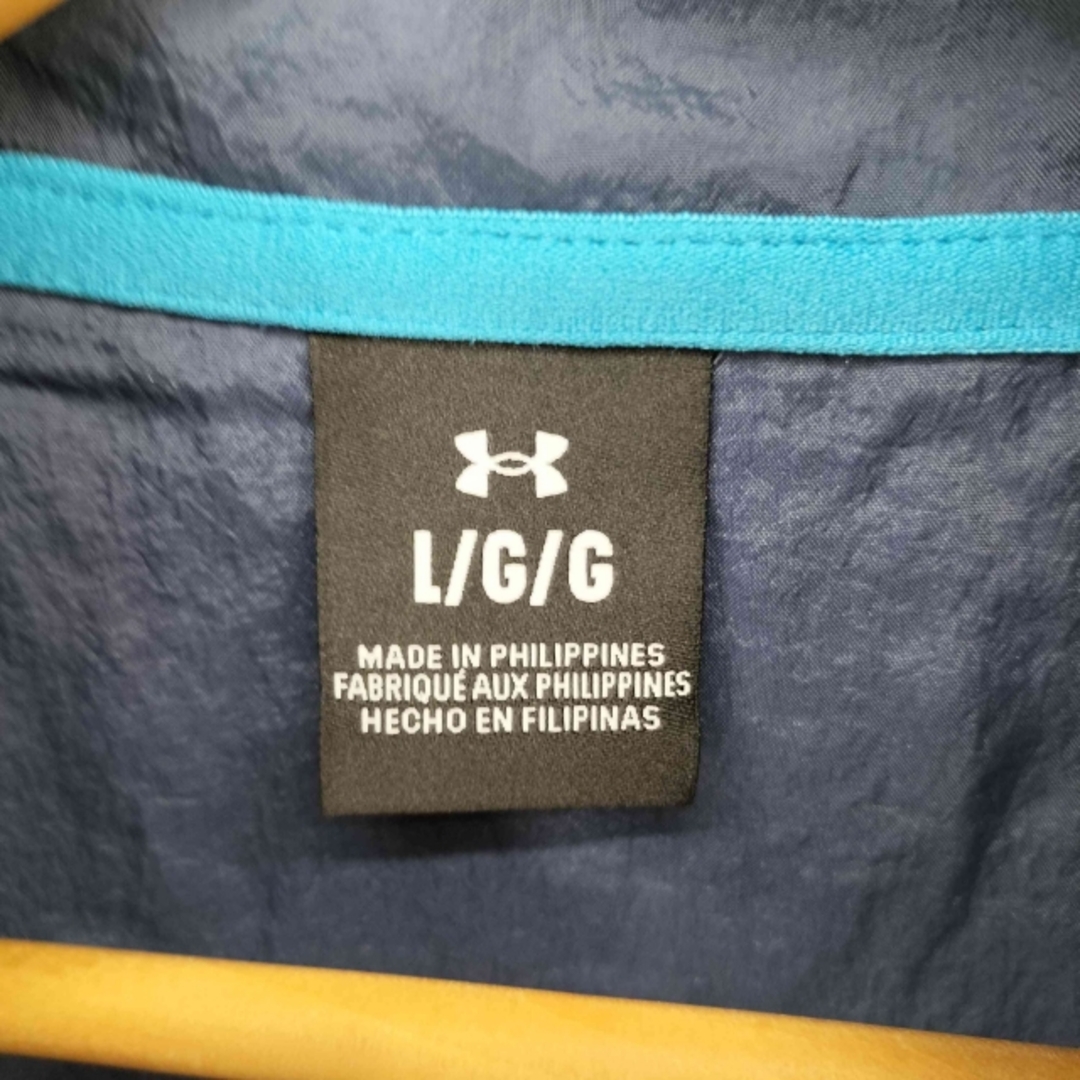 L/G/G
MADE IN PHILIPPINES
FABRIQUÉ AUX PHILIPPINES
HECHO EN FILIPINAS